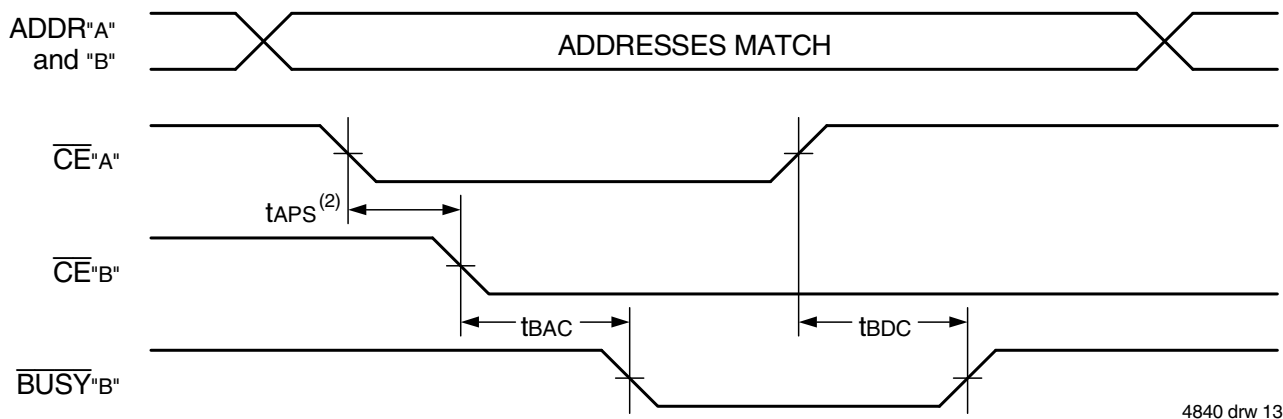 ADDR"A"
and "B"
ADDRESSES MATCH
CE"A"
tAPS(2)
CE"B"
tBAC
tBDC
BUSY"B"
4840 drw 13